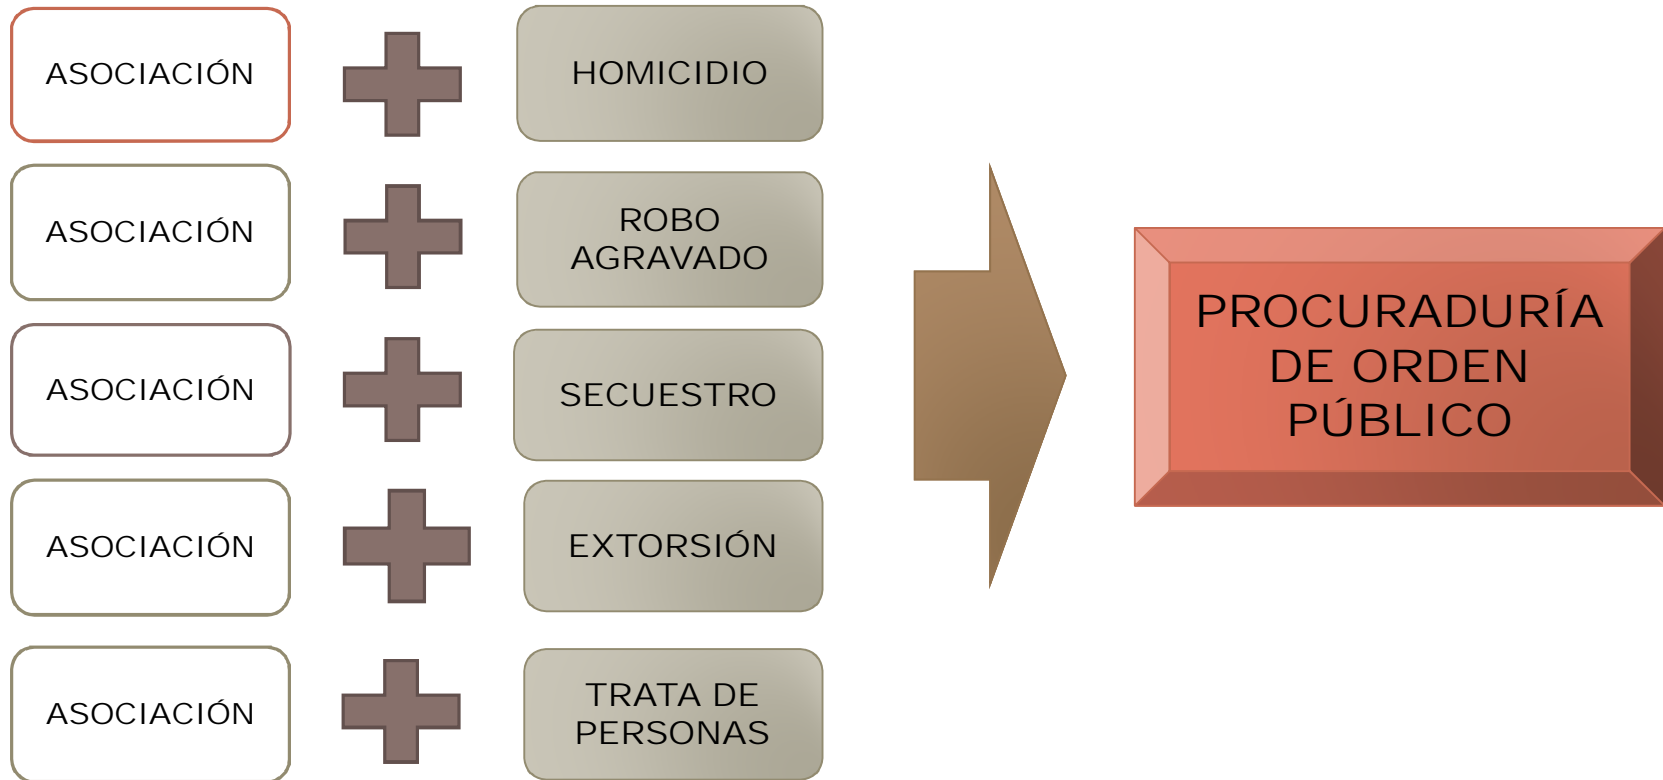 ASOCIACIÓN
HOMICIDIO
ASOCIACIÓN
ROBO
AGRAVADO
ASOCIACIÓN
SECUESTRO
ASOCIACIÓN
EXTORSIÓN
ASOCIACIÓN
TRATA DE
PERSONAS
PROCURADURÍA
DE ORDEN
PÚBLICO